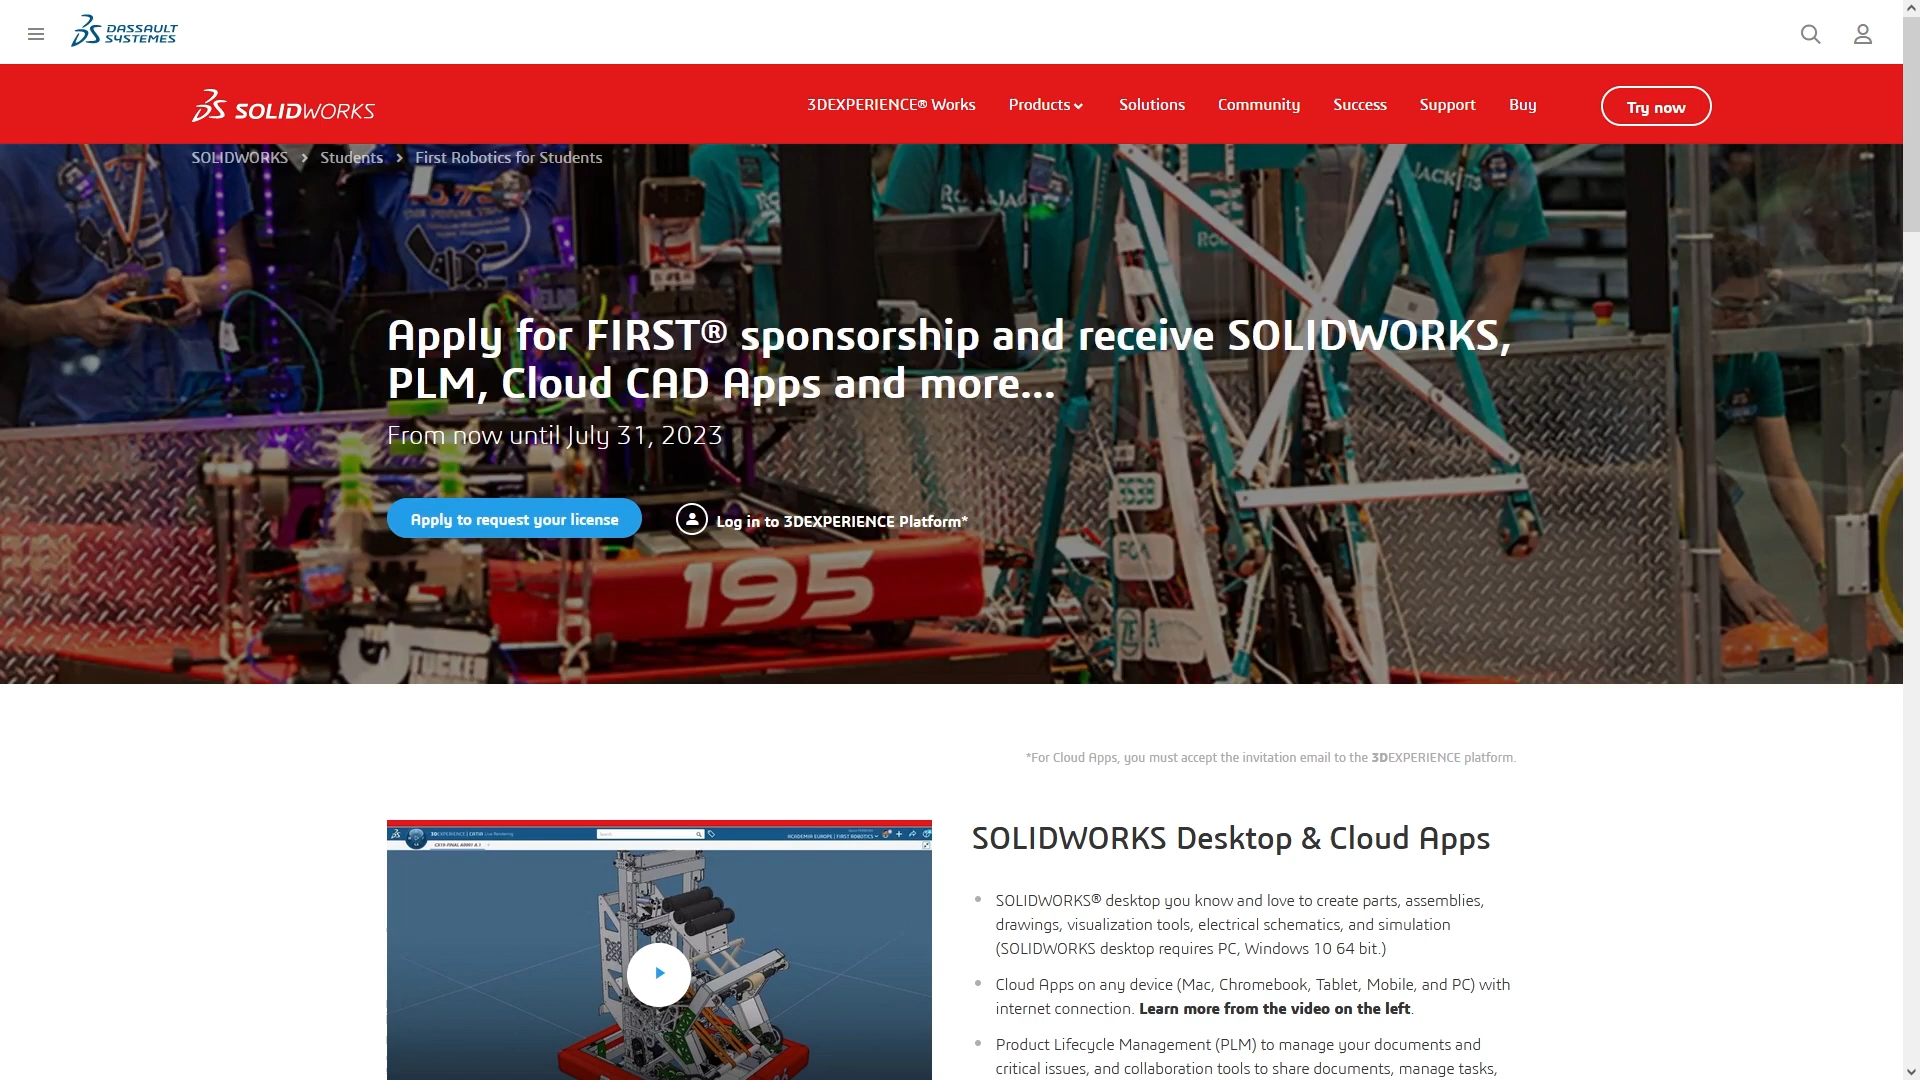 DASSAULT
SYSTEMES
SOLIDWORKS
3DEXPERIENCE® Works
Products
Solutions
Community
Success
Support
Buy
Try now
SOLIDWORKS > Students > First Robotics for Students
Apply for FIRST® sponsorship and receive SOLIDWORKS,
PLM, Cloud CAD Apps and more...
From now until July 31, 2023
Apply to request your license
Log in to 3DEXPERIENCE Platform*
195
TUCKER
*For Cloud Apps, you must accept the invitation email to the 3DEXPERIENCE platform.
SOLIDWORKS Desktop & Cloud Apps
SOLIDWORKS® desktop you know and love to create parts, assemblies,
drawings, visualization tools, electrical schematics, and simulation
(SOLIDWORKS desktop requires PC, Windows 10 64 bit.)
Cloud Apps on any device (Mac, Chromebook, Tablet, Mobile, and PC) with
internet connection. Learn more from the video on the left.
Product Lifecycle Management (PLM) to manage your documents and
critical issues, and collaboration tools to share documents, manage tasks,